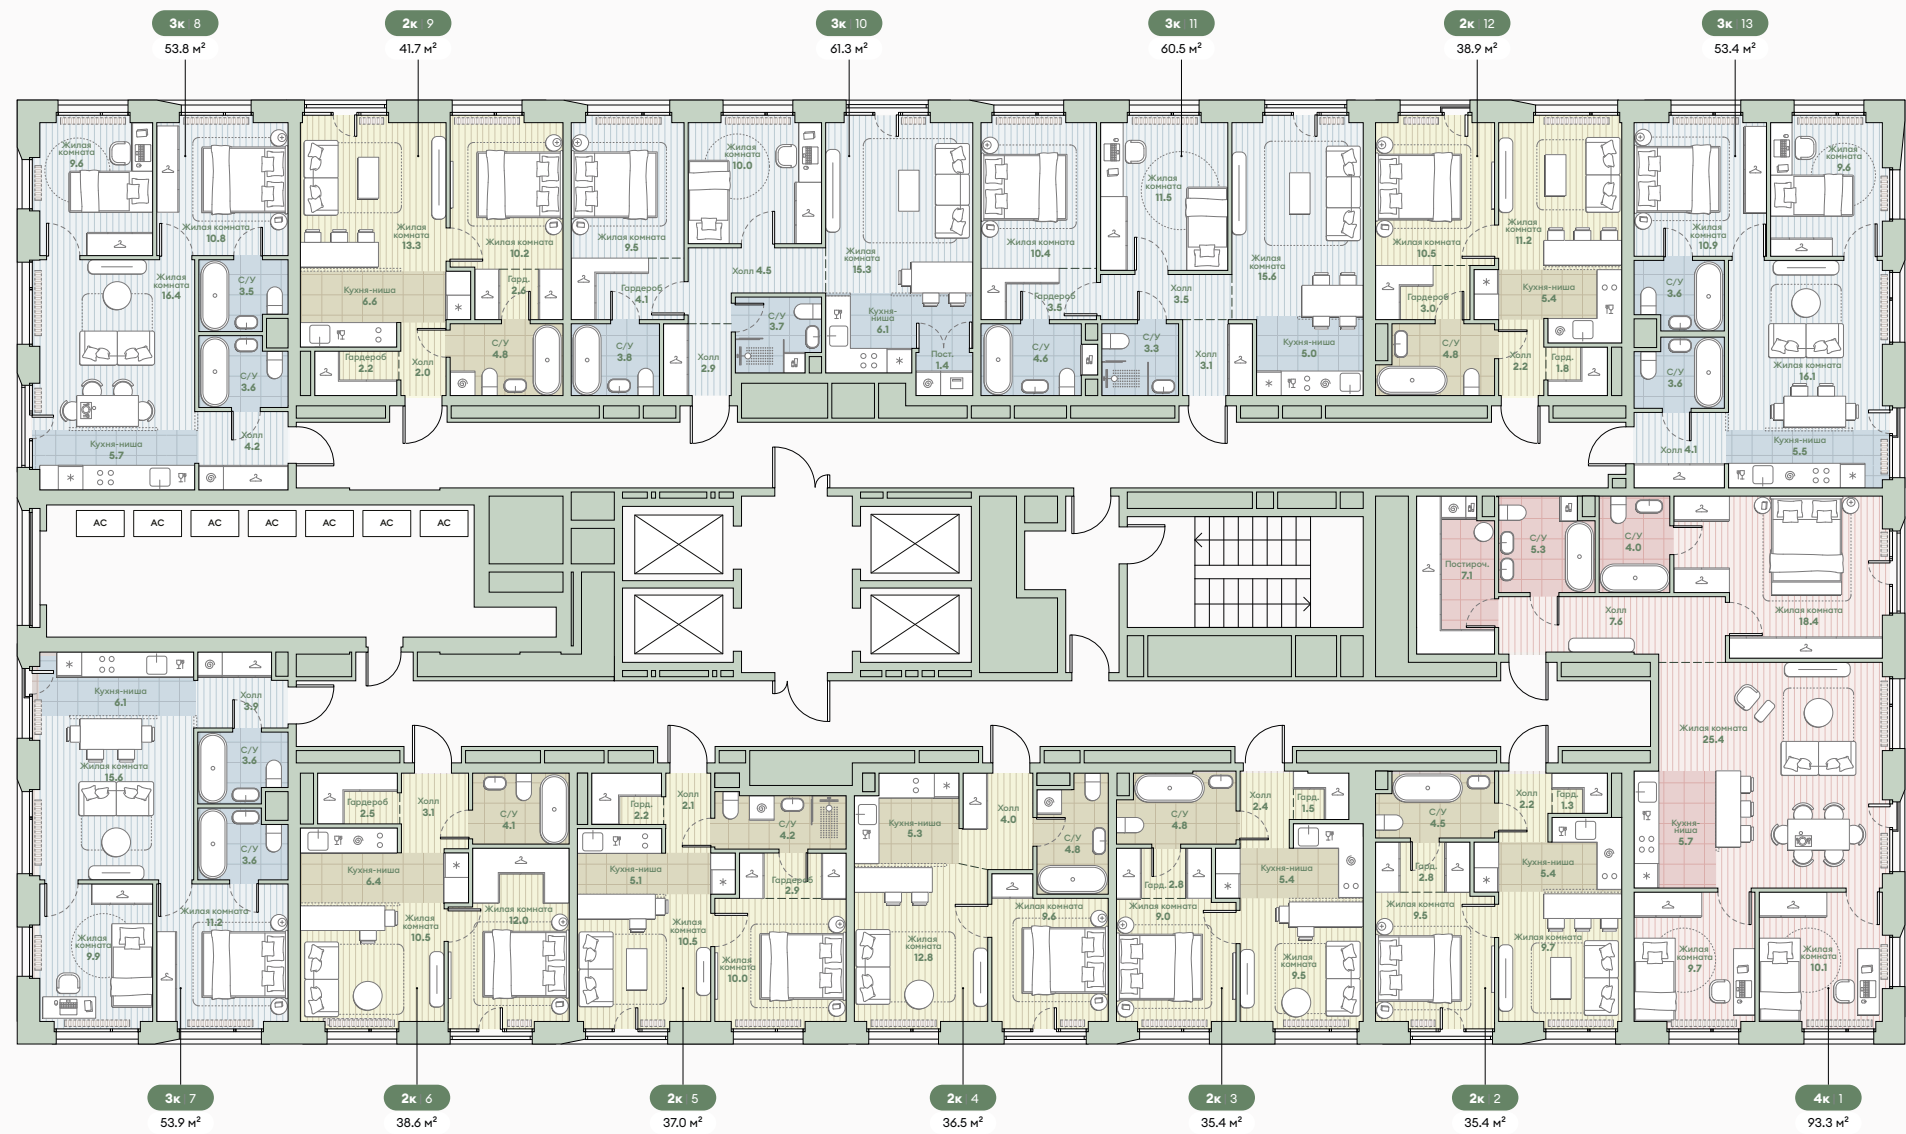 3к 8
53.8 м²
2к 9
41.7 м²
3к 10
61.3 м²
3к 11
60.5 м²
2к 12
38.9 м²
3к 13
53.4 м²
Жилая
комната
9.6
Жилая комната
10.8
Жилая
комната
16.4
С/У
3.5
С/У
3.6
Холл
4.2
Кухня-ниша
5.7
Жилая
комната
13.3
Жилая комната
10.2
Кухня-ниша
6.6
Гард.
2.6
Гардероб
2.2
Холл
2.0
С/У
4.8
Жилая комната
9.5
Гардероб
4.1
С/У
3.8
Холл
2.9
Жилая
комната
10.0
Холл 4.5
С/У
3.7
Жилая
комната
15.3
Кухня-
ниша
6.1
Пост.
1.4
Жилая комната
10.4
Гардероб
3.5
С/У
4.6
Жилая
комната
11.5
Холл
3.5
С/У
3.3
Холл
3.1
Жилая
комната
15.6
Кухня-ниша
5.0
Жилая комната
10.5
Гардероб
3.0
С/У
4.8
Жилая
комната
11.2
Кухня-ниша
5.4
Холл
2.2
Гард.
1.8
Жилая комната
10.9
Жилая
комната
9.6
С/У
3.6
С/У
3.6
Жилая
комната
16.1
Холл 4.1
Кухня-ниша
5.5
АС
АС
АС
АС
АС
АС
АС
Постироч.
7.1
С/У
5.3
С/У
4.0
Холл
7.6
Жилая комната
18.4
Жилая комната
25.4
Кухня-
ниша
5.7
Жилая
комната
9.7
Жилая
комната
10.1
Кухня-ниша
6.1
Холл
3.9
Жилая комната
15.6
С/У
3.6
С/У
3.6
Жилая комната
11.2
Жилая
комната
9.9
Гардероб
2.5
Холл
3.1
С/У
4.1
Кухня-ниша
6.4
Жилая
комната
10.5
Жилая комната
12.0
Гард.
2.2
Холл
2.1
С/У
4.2
Кухня-ниша
5.1
Гардероб
2.9
Жилая
комната
10.5
Жилая
комната
10.0
Кухня-ниша
5.3
Холл
4.0
С/У
4.8
Жилая
комната
12.8
Жилая комната
9.6
С/У
4.8
Холл
2.4
Гард.
1.5
Гард. 2.8
Кухня-ниша
5.4
Жилая комната
9.0
Жилая
комната
9.5
С/У
4.5
Холл
2.2
Гард.
1.3
Гард.
2.8
Кухня-ниша
5.4
Жилая комната
9.5
Жилая комната
9.7
3к 7
53.9 м²
2к 6
38.6 м²
2к 5
37.0 м²
2к 4
36.5 м²
2к 3
35.4 м²
2к 2
35.4 м²
4к 1
93.3 м²